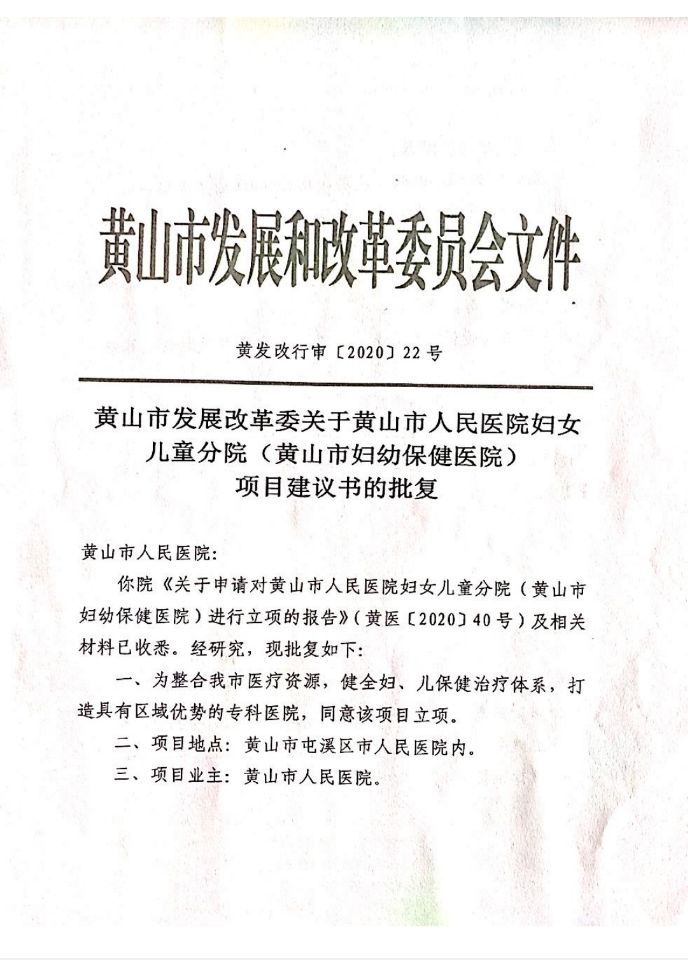 黄山市发展和改革委员会文件
黄发改行审〔2020〕22号
黄山市发展改革委关于黄山市人民医院妇女
儿童分院（黄山市妇幼保健医院）
项目建议书的批复
黄山市人民医院：
你院《关于申请对黄山市人民医院妇女儿童分院（黄山市
妇幼保健医院）进行立项的报告》（黄医〔2020〕40号）及相关
材料已收悉。经研究，现批复如下：
一、为整合我市医疗资源，健全妇、儿保健治疗体系，打
造具有区域优势的专科医院，同意该项目立项。
二、项目地点：黄山市屯溪区市人民医院内。
三、项目业主：黄山市人民医院。